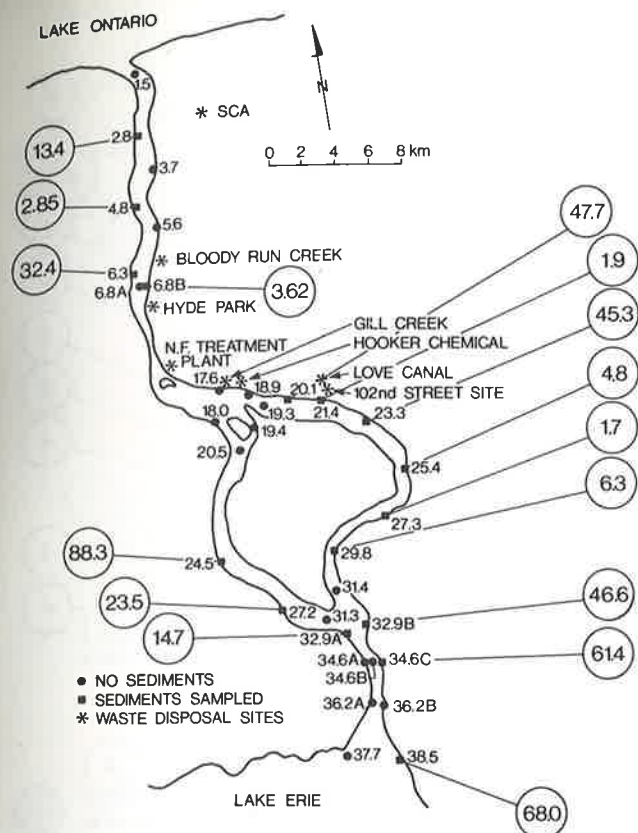 LAKE ONTARIO
1.5
SCA
N
0 2 4 6 8 km
2.8
13.4
3.7
4.8
2.85
5.6
47.7
1.9
45.3
4.8
1.7
6.3
BLOODY RUN CREEK
32.4
6.3
6.8A
6.8B
3.62
HYDE PARK
GILL CREEK
HOOKER CHEMICAL
N.F. TREATMENT
PLANT
LOVE CANAL
102nd STREET SITE
17.6
18.9
20.1
19.3
21.4
23.3
18.0
19.4
20.5
25.4
27.3
29.8
88.3
24.5
31.4
23.5
27.2
31.3
32.9B
46.6
14.7
32.9A
34.6A
34.6B
34.6C
61.4
NO SEDIMENTS
SEDIMENTS SAMPLED
WASTE DISPOSAL SITES
36.2A
36.2B
37.7
38.5
LAKE ERIE
68.0